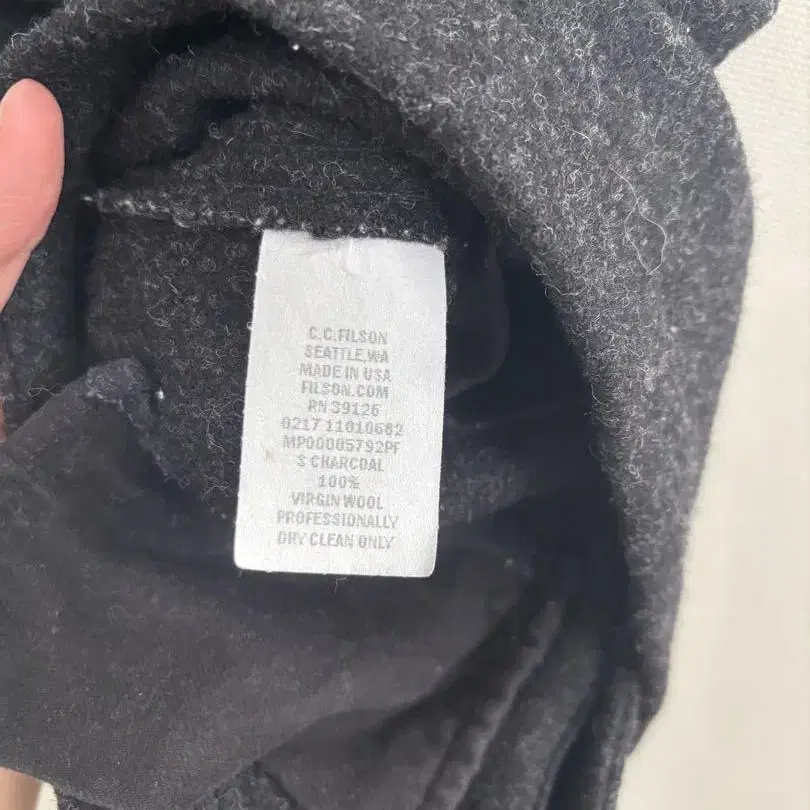 C.C.FILSON
SEATTLE,WA
MADE IN USA
FILSON.COM
RN 39126
0217 11010682
MP00005792PF
S CHARCOAL
100%
VIRGIN WOOL
PROFESSIONALLY
DRY CLEAN ONLY